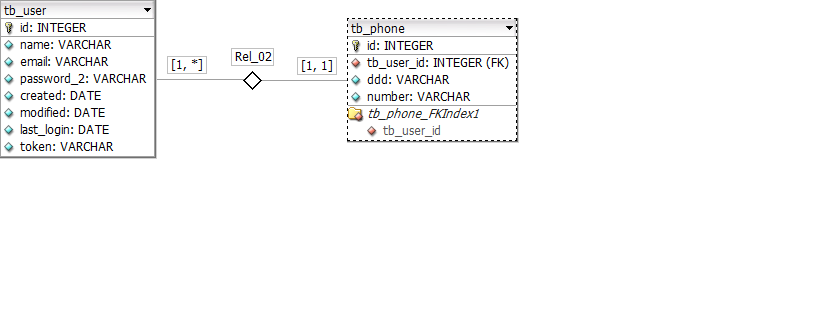 tb_user
id: INTEGER
name: VARCHAR
email: VARCHAR
password_2: VARCHAR
created: DATE
modified: DATE
last_login: DATE
token: VARCHAR
[1, *]
Rel_02
[1, 1]
tb_phone
id: INTEGER
tb_user_id: INTEGER (FK)
ddd: VARCHAR
number: VARCHAR
tb_phone_FKIndex1
tb_user_id